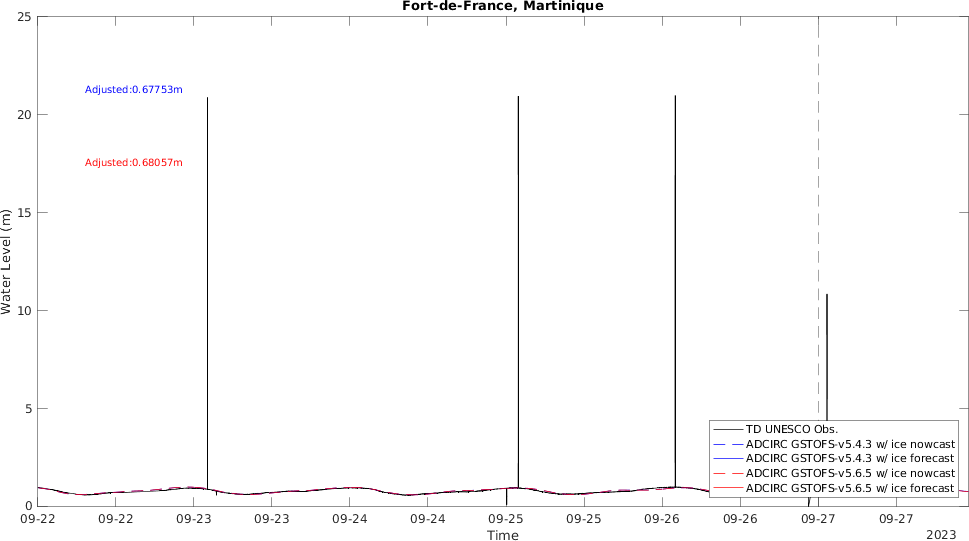 Fort-de-France, Martinique
25
20
15
10
5
0
Water Level (m)
Adjusted:0.67753m
Adjusted:0.68057m
TD UNESCO Obs.
ADCIRC GSTOFS-v5.4.3 w/ ice nowcast
ADCIRC GSTOFS-v5.4.3 w/ ice forecast
ADCIRC GSTOFS-v5.6.5 w/ ice nowcast
ADCIRC GSTOFS-v5.6.5 w/ ice forecast
09-22 09-22 09-23 09-23 09-24 09-24 09-25 09-25 09-26 09-26 09-27 09-27
Time
2023